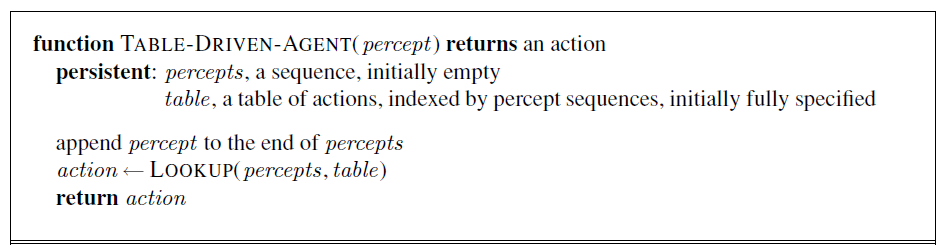 function TABLE-DRIVEN-AGENT(percept) returns an action
persistent: percepts, a sequence, initially empty
table, a table of actions, indexed by percept sequences, initially fully specified
append percept to the end of percepts
action ← LOOKUP(percepts, table)
return action